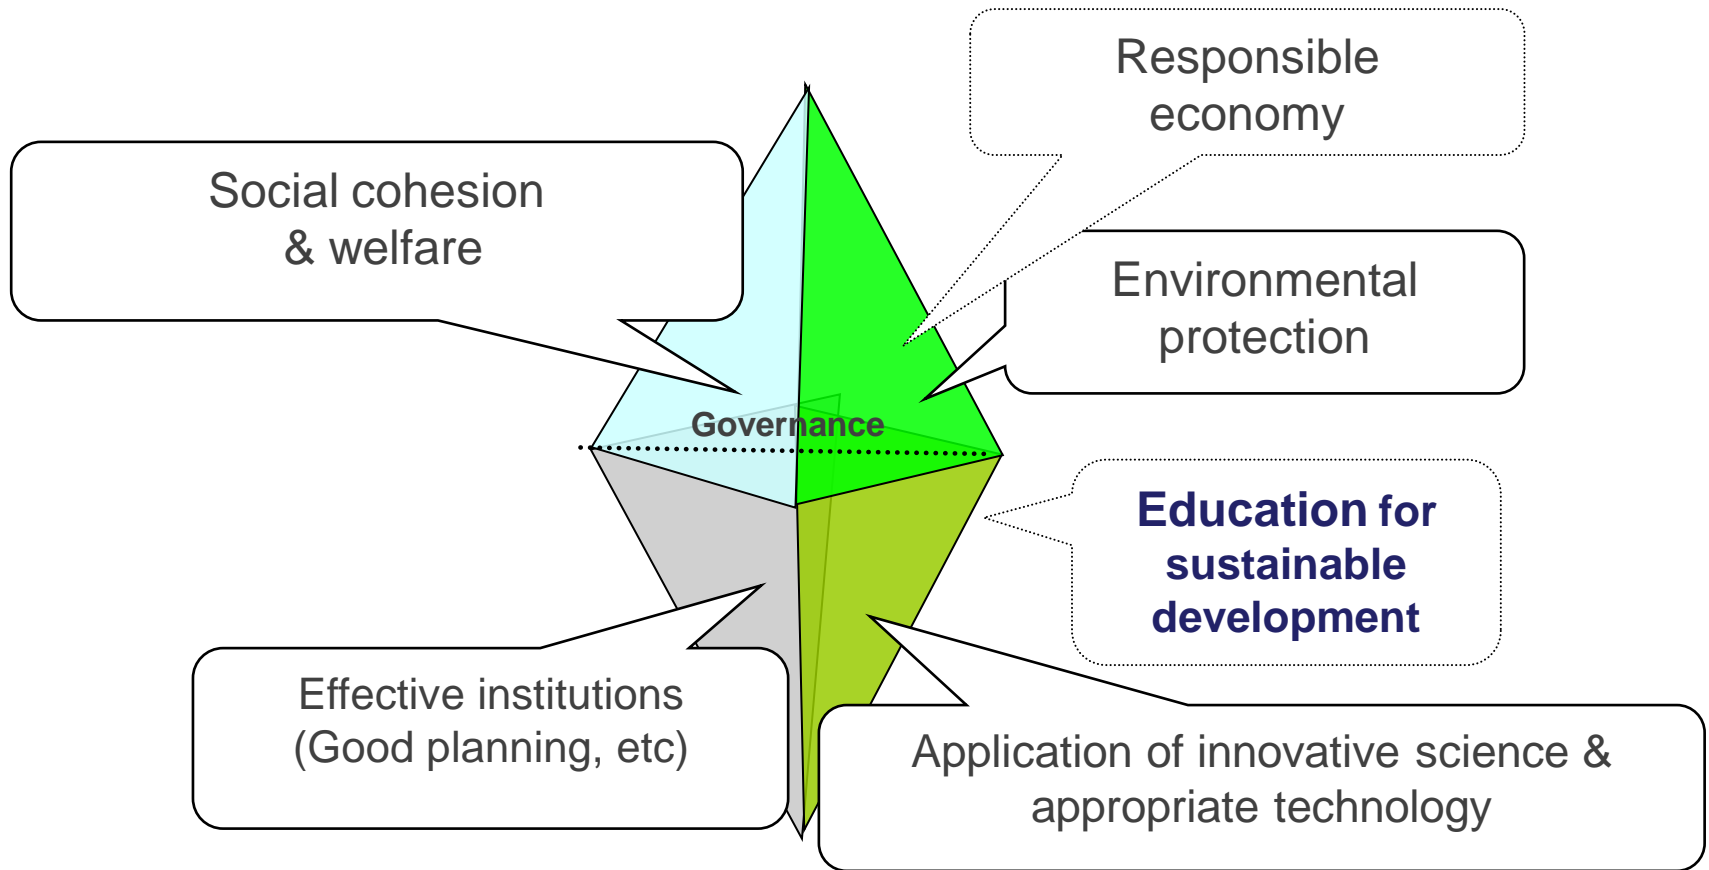 Responsible
economy
Social cohesion
& welfare
Environmental
protection
Governance
Education for
sustainable
development
Effective institutions
(Good planning, etc)
Application of innovative science &
appropriate technology